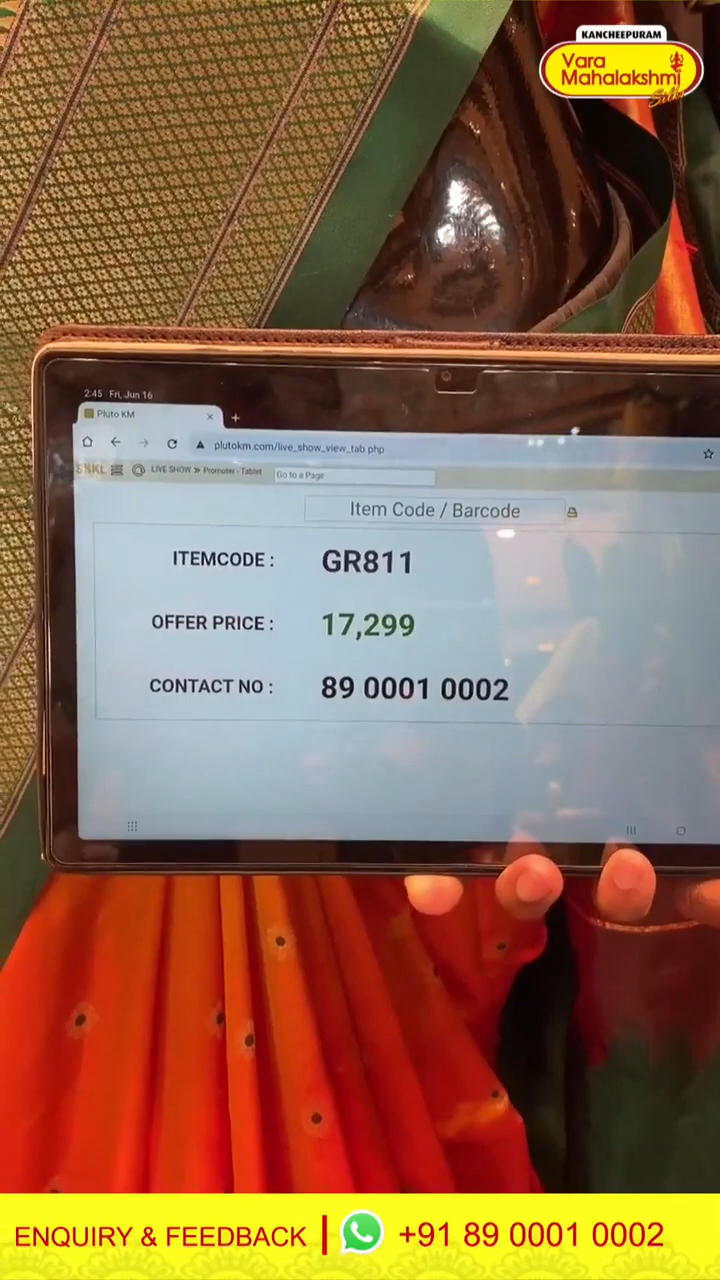 KANCHEEPURAM
Vara
Mahalakshmi
Silks
2:45 Fri, Jun 16
Pluto KM
plutokm.com/live_show_view_tab php
SSKL LIVE SHOW >> Promoter - Tablet Go to a Page
Item Code / Barcode
ITEMCODE : GR811
OFFER PRICE : 17,299
CONTACT NO : 89 0001 0002
ENQUIRY & FEEDBACK | +91 89 0001 0002